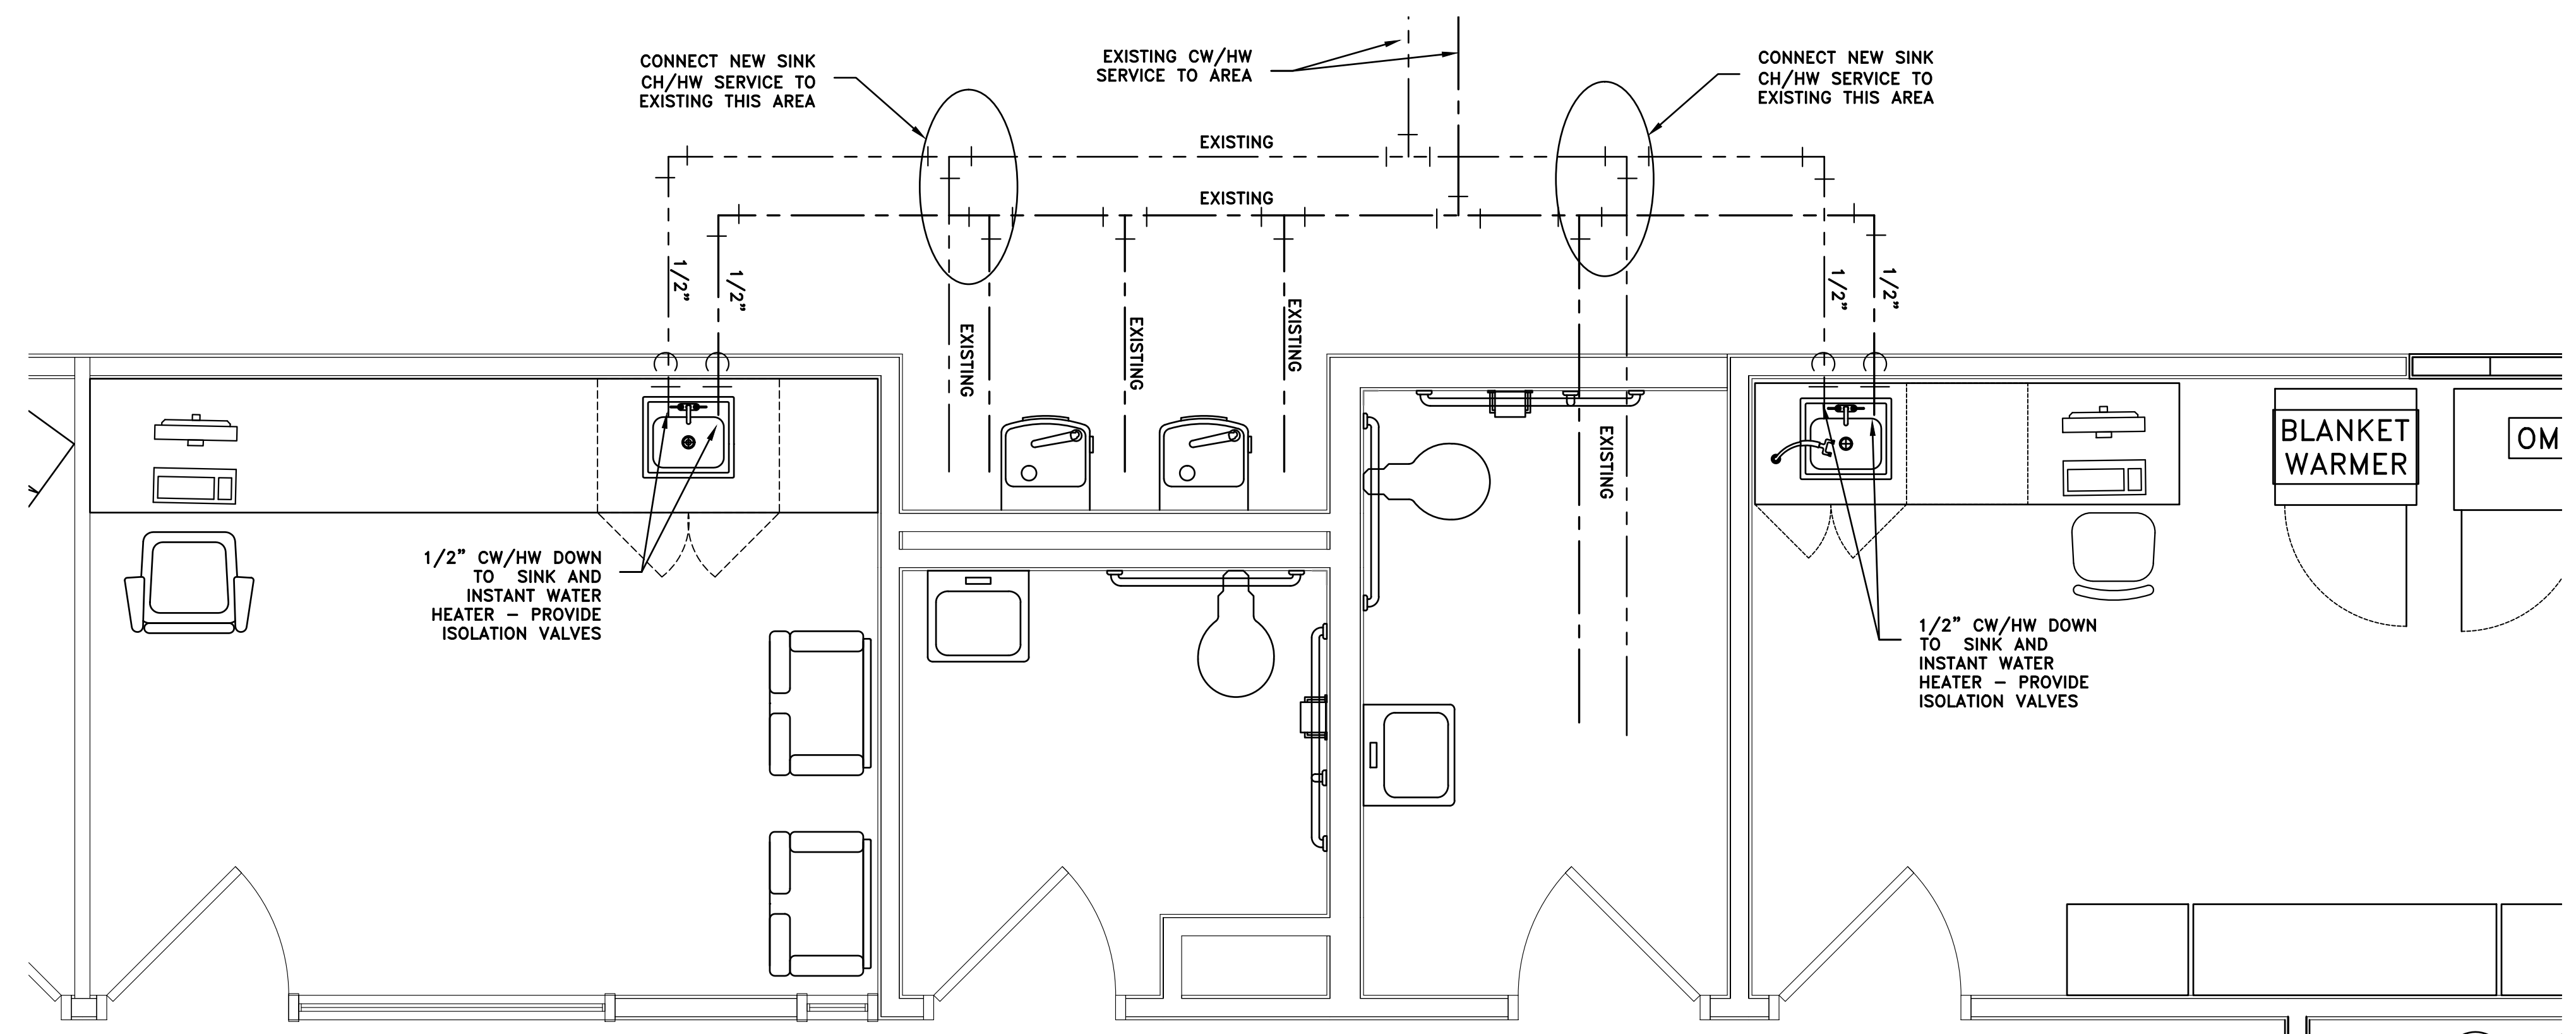 CONNECT NEW SINK
CH/HW SERVICE TO
EXISTING THIS AREA
EXISTING CW/HW
SERVICE TO AREA
CONNECT NEW SINK
CH/HW SERVICE TO
EXISTING THIS AREA
EXISTING
EXISTING
1/2"
1/2"
EXISTING
EXISTING
EXISTING
EXISTING
1/2"
1/2"
BLANKET
WARMER
OM
1/2" CW/HW DOWN
TO SINK AND
INSTANT WATER
HEATER – PROVIDE
ISOLATION VALVES
1/2" CW/HW DOWN
TO SINK AND
INSTANT WATER
HEATER – PROVIDE
ISOLATION VALVES